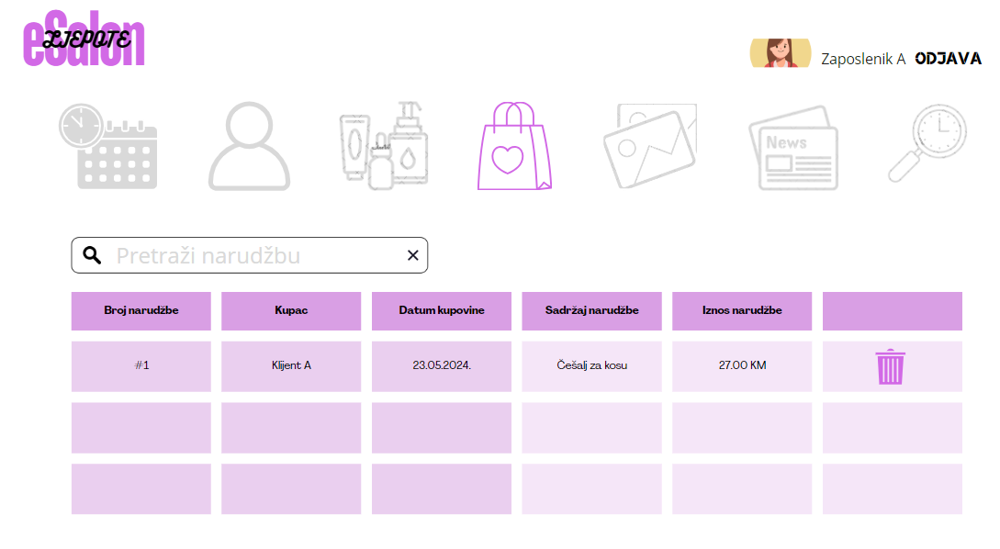 eSalon
LJEPOTE
Zaposlenik A ODJAVA
News
Pretraži narudžbu
Broj narudžbe Kupac Datum kupovine Sadržaj narudžbe Iznos narudžbe
#1 Klijent A 23.05.2024. Češalj za kosu 27.00 KM